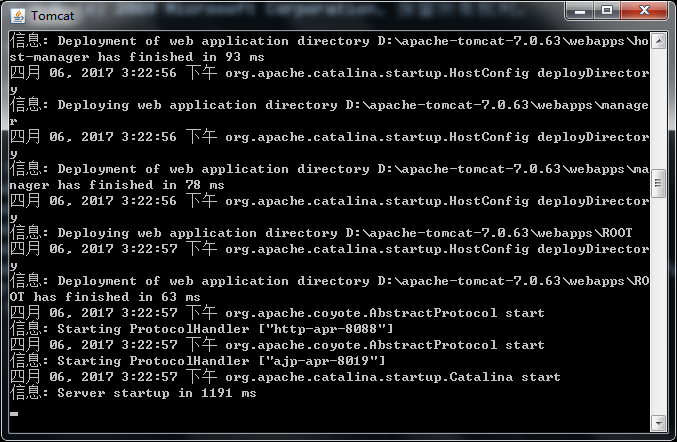 Tomcat
信息: Deployment of web application directory D:\apache-tomcat-7.0.63\webapps\ho
st-manager has finished in 93 ms
四月 06, 2017 3:22:56 下午 org.apache.catalina.startup.HostConfig deployDirector
y
信息: Deploying web application directory D:\apache-tomcat-7.0.63\webapps\manage
r
四月 06, 2017 3:22:56 下午 org.apache.catalina.startup.HostConfig deployDirector
y
信息: Deployment of web application directory D:\apache-tomcat-7.0.63\webapps\ma
nager has finished in 78 ms
四月 06, 2017 3:22:56 下午 org.apache.catalina.startup.HostConfig deployDirector
y
信息: Deploying web application directory D:\apache-tomcat-7.0.63\webapps\ROOT
四月 06, 2017 3:22:57 下午 org.apache.catalina.startup.HostConfig deployDirector
y
信息: Deployment of web application directory D:\apache-tomcat-7.0.63\webapps\RO
OT has finished in 63 ms
四月 06, 2017 3:22:57 下午 org.apache.coyote.AbstractProtocol start
信息: Starting ProtocolHandler ["http-apr-8088"]
四月 06, 2017 3:22:57 下午 org.apache.coyote.AbstractProtocol start
信息: Starting ProtocolHandler ["ajp-apr-8019"]
四月 06, 2017 3:22:57 下午 org.apache.catalina.startup.Catalina start
信息: Server startup in 1191 ms